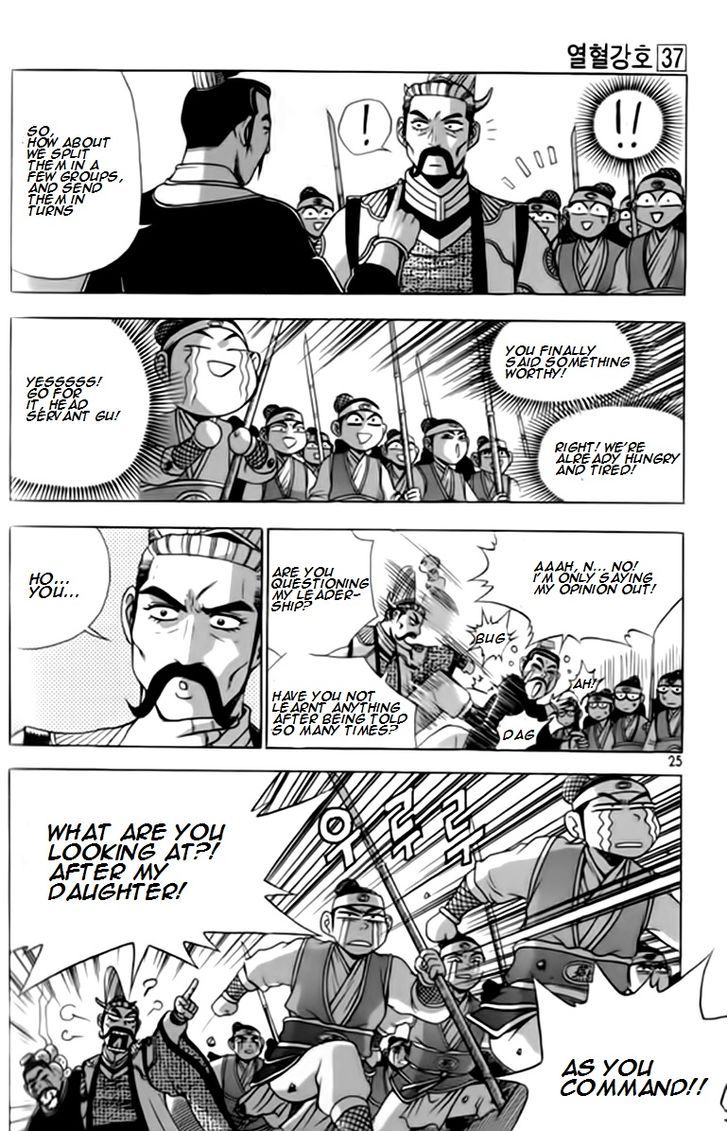 열혈강호 37
SO,
HOW ABOUT
WE SPLIT
THEM IN A
FEW GROUPS,
AND SEND
THEM IN
TURNS
!
!!
YESSSSS!
GO FOR
IT, HEAD
SERVANT GU!
YOU FINALLY
SAID SOMETHING
WORTHY!
RIGHT! WE'RE
ALREADY HUNGRY
AND TIRED!
HO...
YOU...
ARE YOU
QUESTIONING
MY LEADER-
SHIP?
HAVE YOU NOT
LEARNT ANYTHING
AFTER BEING TOLD
SO MANY TIMES?
AAAH, N... NO!
I'M ONLY SAYING
MY OPINION OUT!
BUG
AH!
DAG
25
WHAT ARE YOU
LOOKING AT?!
AFTER MY
DAUGHTER!
우루루
AS YOU
COMMAND!!